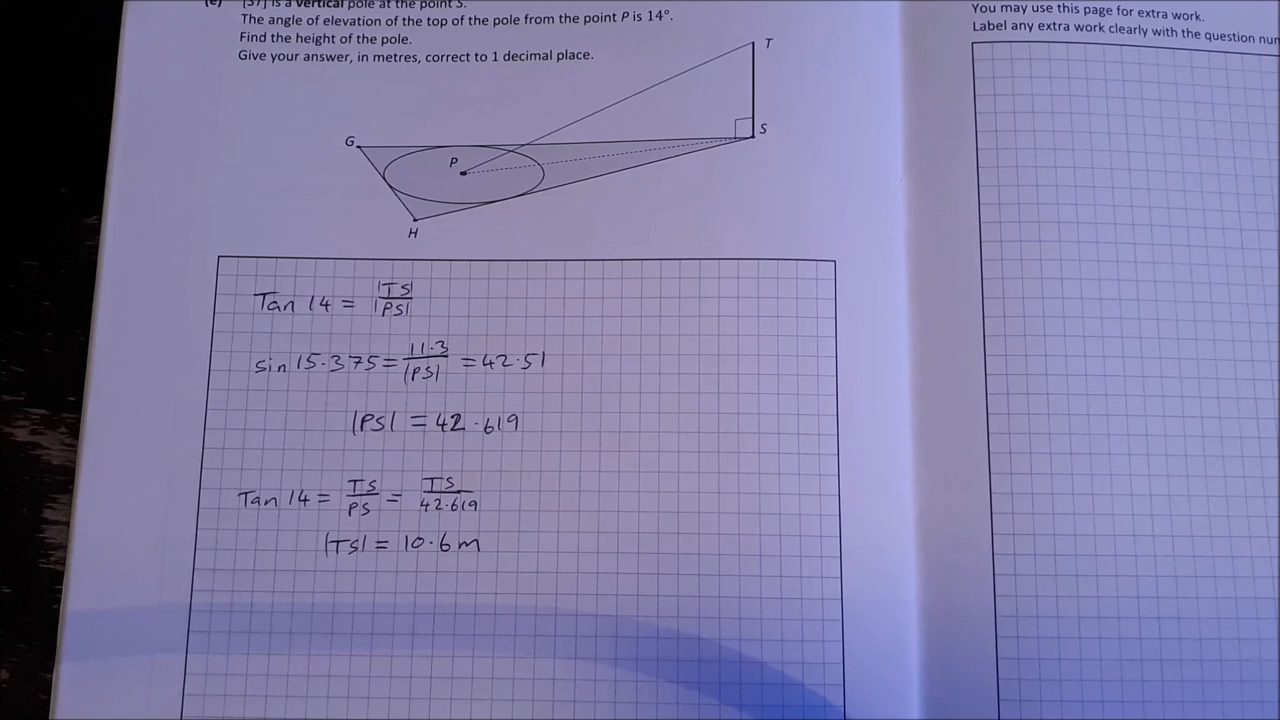 (e) [ST] is a vertical pole at the point S.
The angle of elevation of the top of the pole from the point P is 14°.
Find the height of the pole.
Give your answer, in metres, correct to 1 decimal place.
T
S
G
P
H
Tan 14 = |TS| / |PS|
sin 15.375 = 11.3 / |PS| = 42.51
|PS| = 42.619
Tan 14 = TS / PS = TS / 42.619
|TS| = 10.6 m
You may use this page for extra work.
Label any extra work clearly with the question